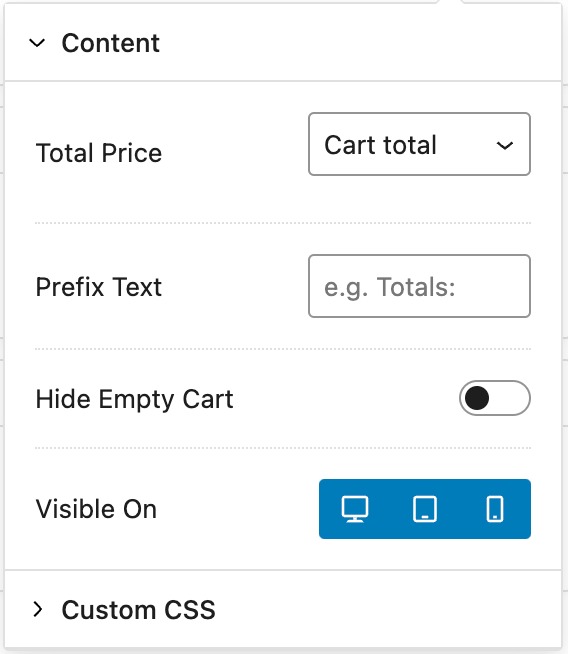 Content
Total Price
Cart total
Prefix Text
e.g. Totals:
Hide Empty Cart
Visible On
Custom CSS